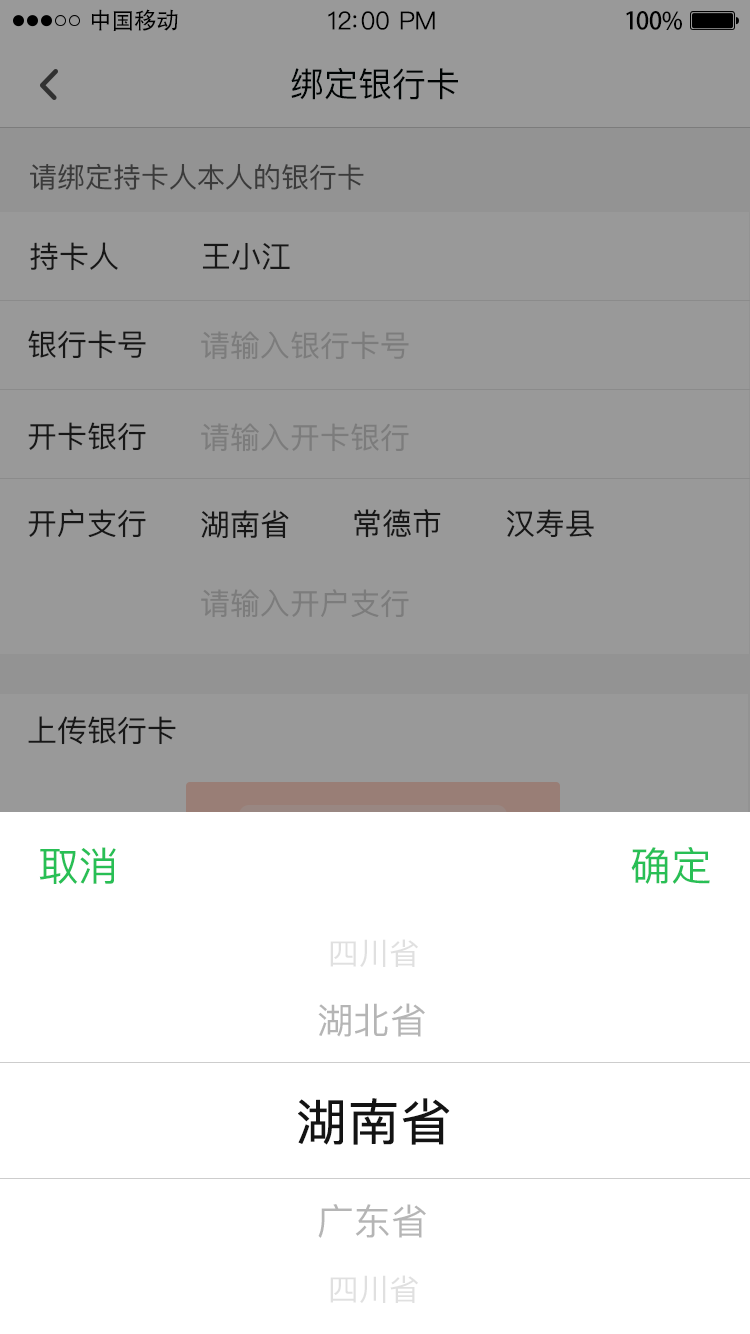 中国移动 12:00 PM 100%
绑定银行卡
请绑定持卡人本人的银行卡
持卡人 王小江
银行卡号 请输入银行卡号
开卡银行 请输入开卡银行
开户支行 湖南省 常德市 汉寿县
请输入开户支行
上传银行卡
取消 确定
四川省
湖北省
湖南省
广东省
四川省